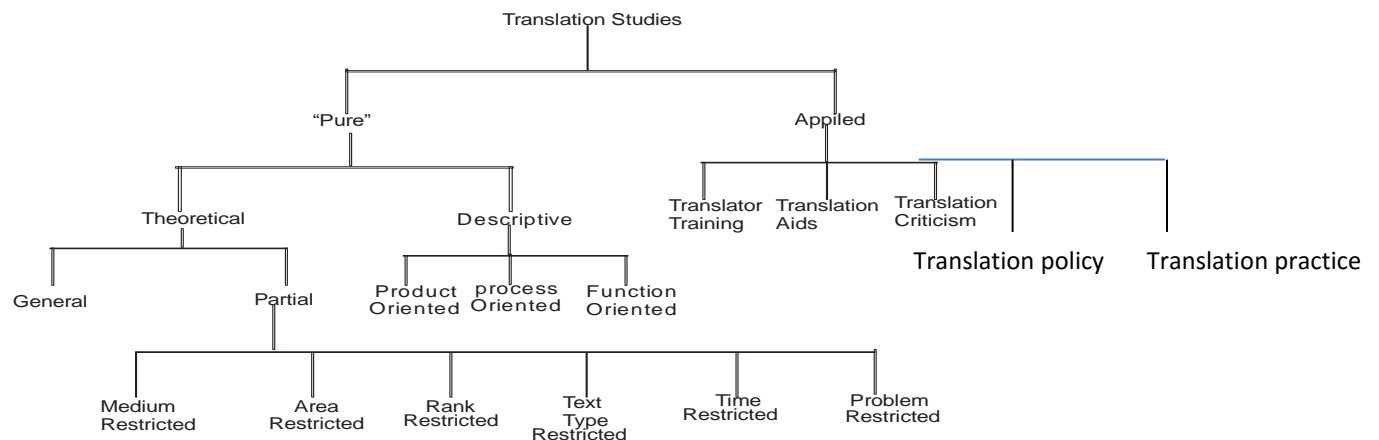 Translation Studies
“Pure”
Appiled
Translator
Training
Translation
Aids
Translation
Criticism
Theoretical
Descriptive
Translation policy
Translation practice
General
Partial
Product
Oriented
process
Oriented
Function
Oriented
Medium
Restricted
Area
Restricted
Rank
Restricted
Text
Type
Restricted
Time
Restricted
Problem
Restricted